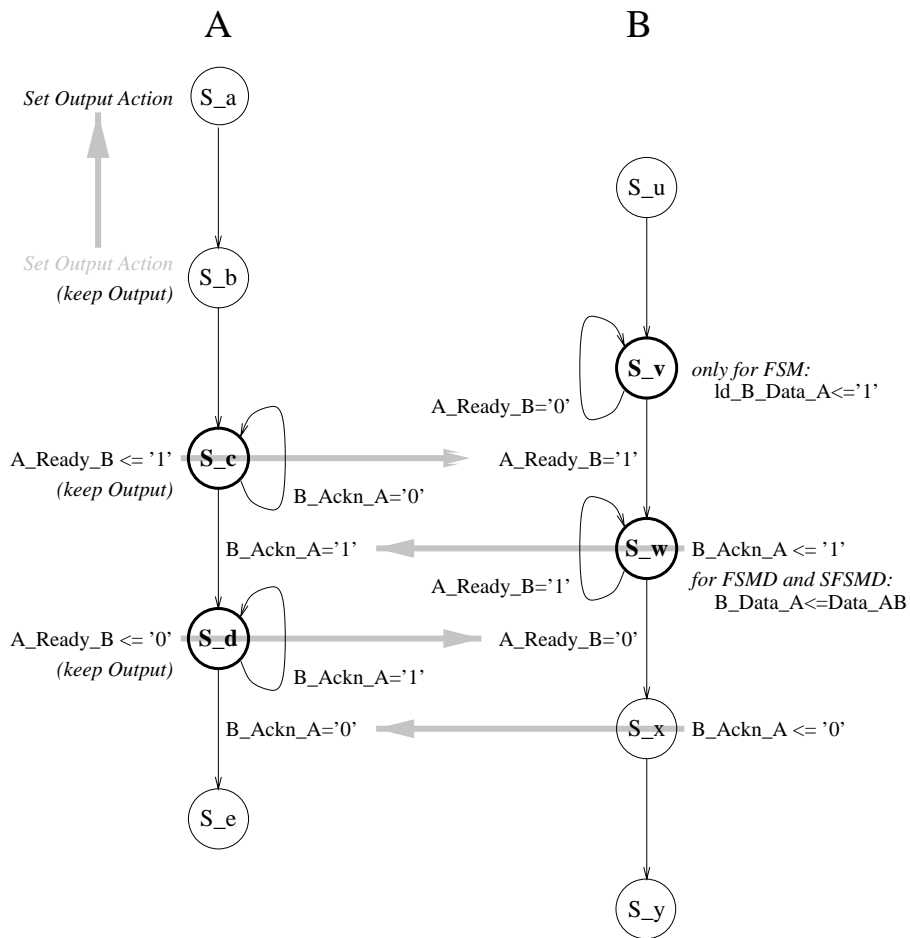 A
B
S_a
Set Output Action
S_u
Set Output Action
S_b
(keep Output)
S_v
only for FSM:
ld_B_Data_A<='1'
A_Ready_B='0'
A_Ready_B <= '1'
S_c
A_Ready_B='1'
(keep Output)
B_Ackn_A='0'
B_Ackn_A='1'
S_w
B_Ackn_A <= '1'
A_Ready_B='1'
for FSMD and SFSMD:
B_Data_A<=Data_AB
A_Ready_B <= '0'
S_d
A_Ready_B='0'
(keep Output)
B_Ackn_A='1'
B_Ackn_A='0'
S_x
B_Ackn_A <= '0'
S_e
S_y